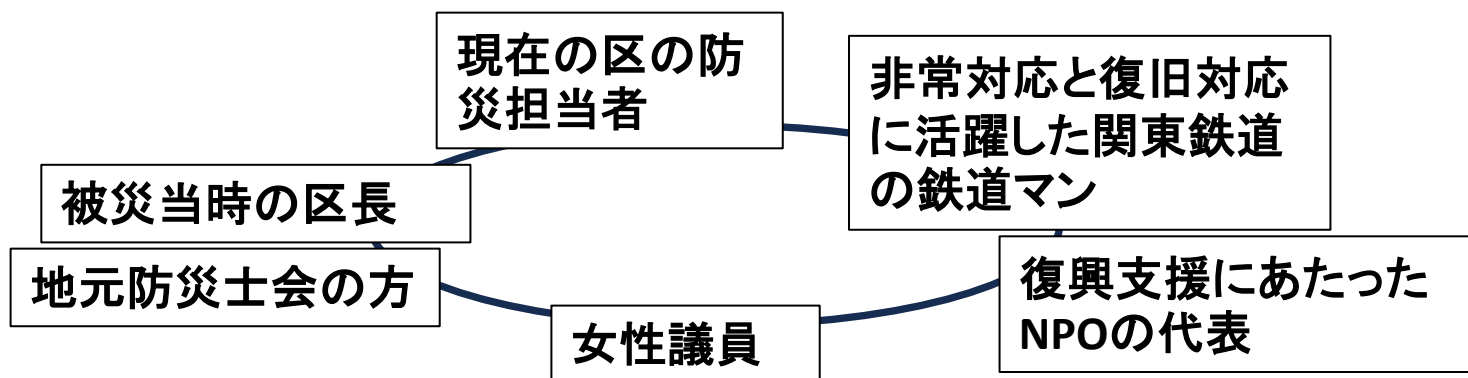 現在の区の防
災担当者
非常対応と復旧対応
に活躍した関東鉄道
の鉄道マン
被災当時の区長
地元防災士会の方
復興支援にあたった
NPOの代表
女性議員